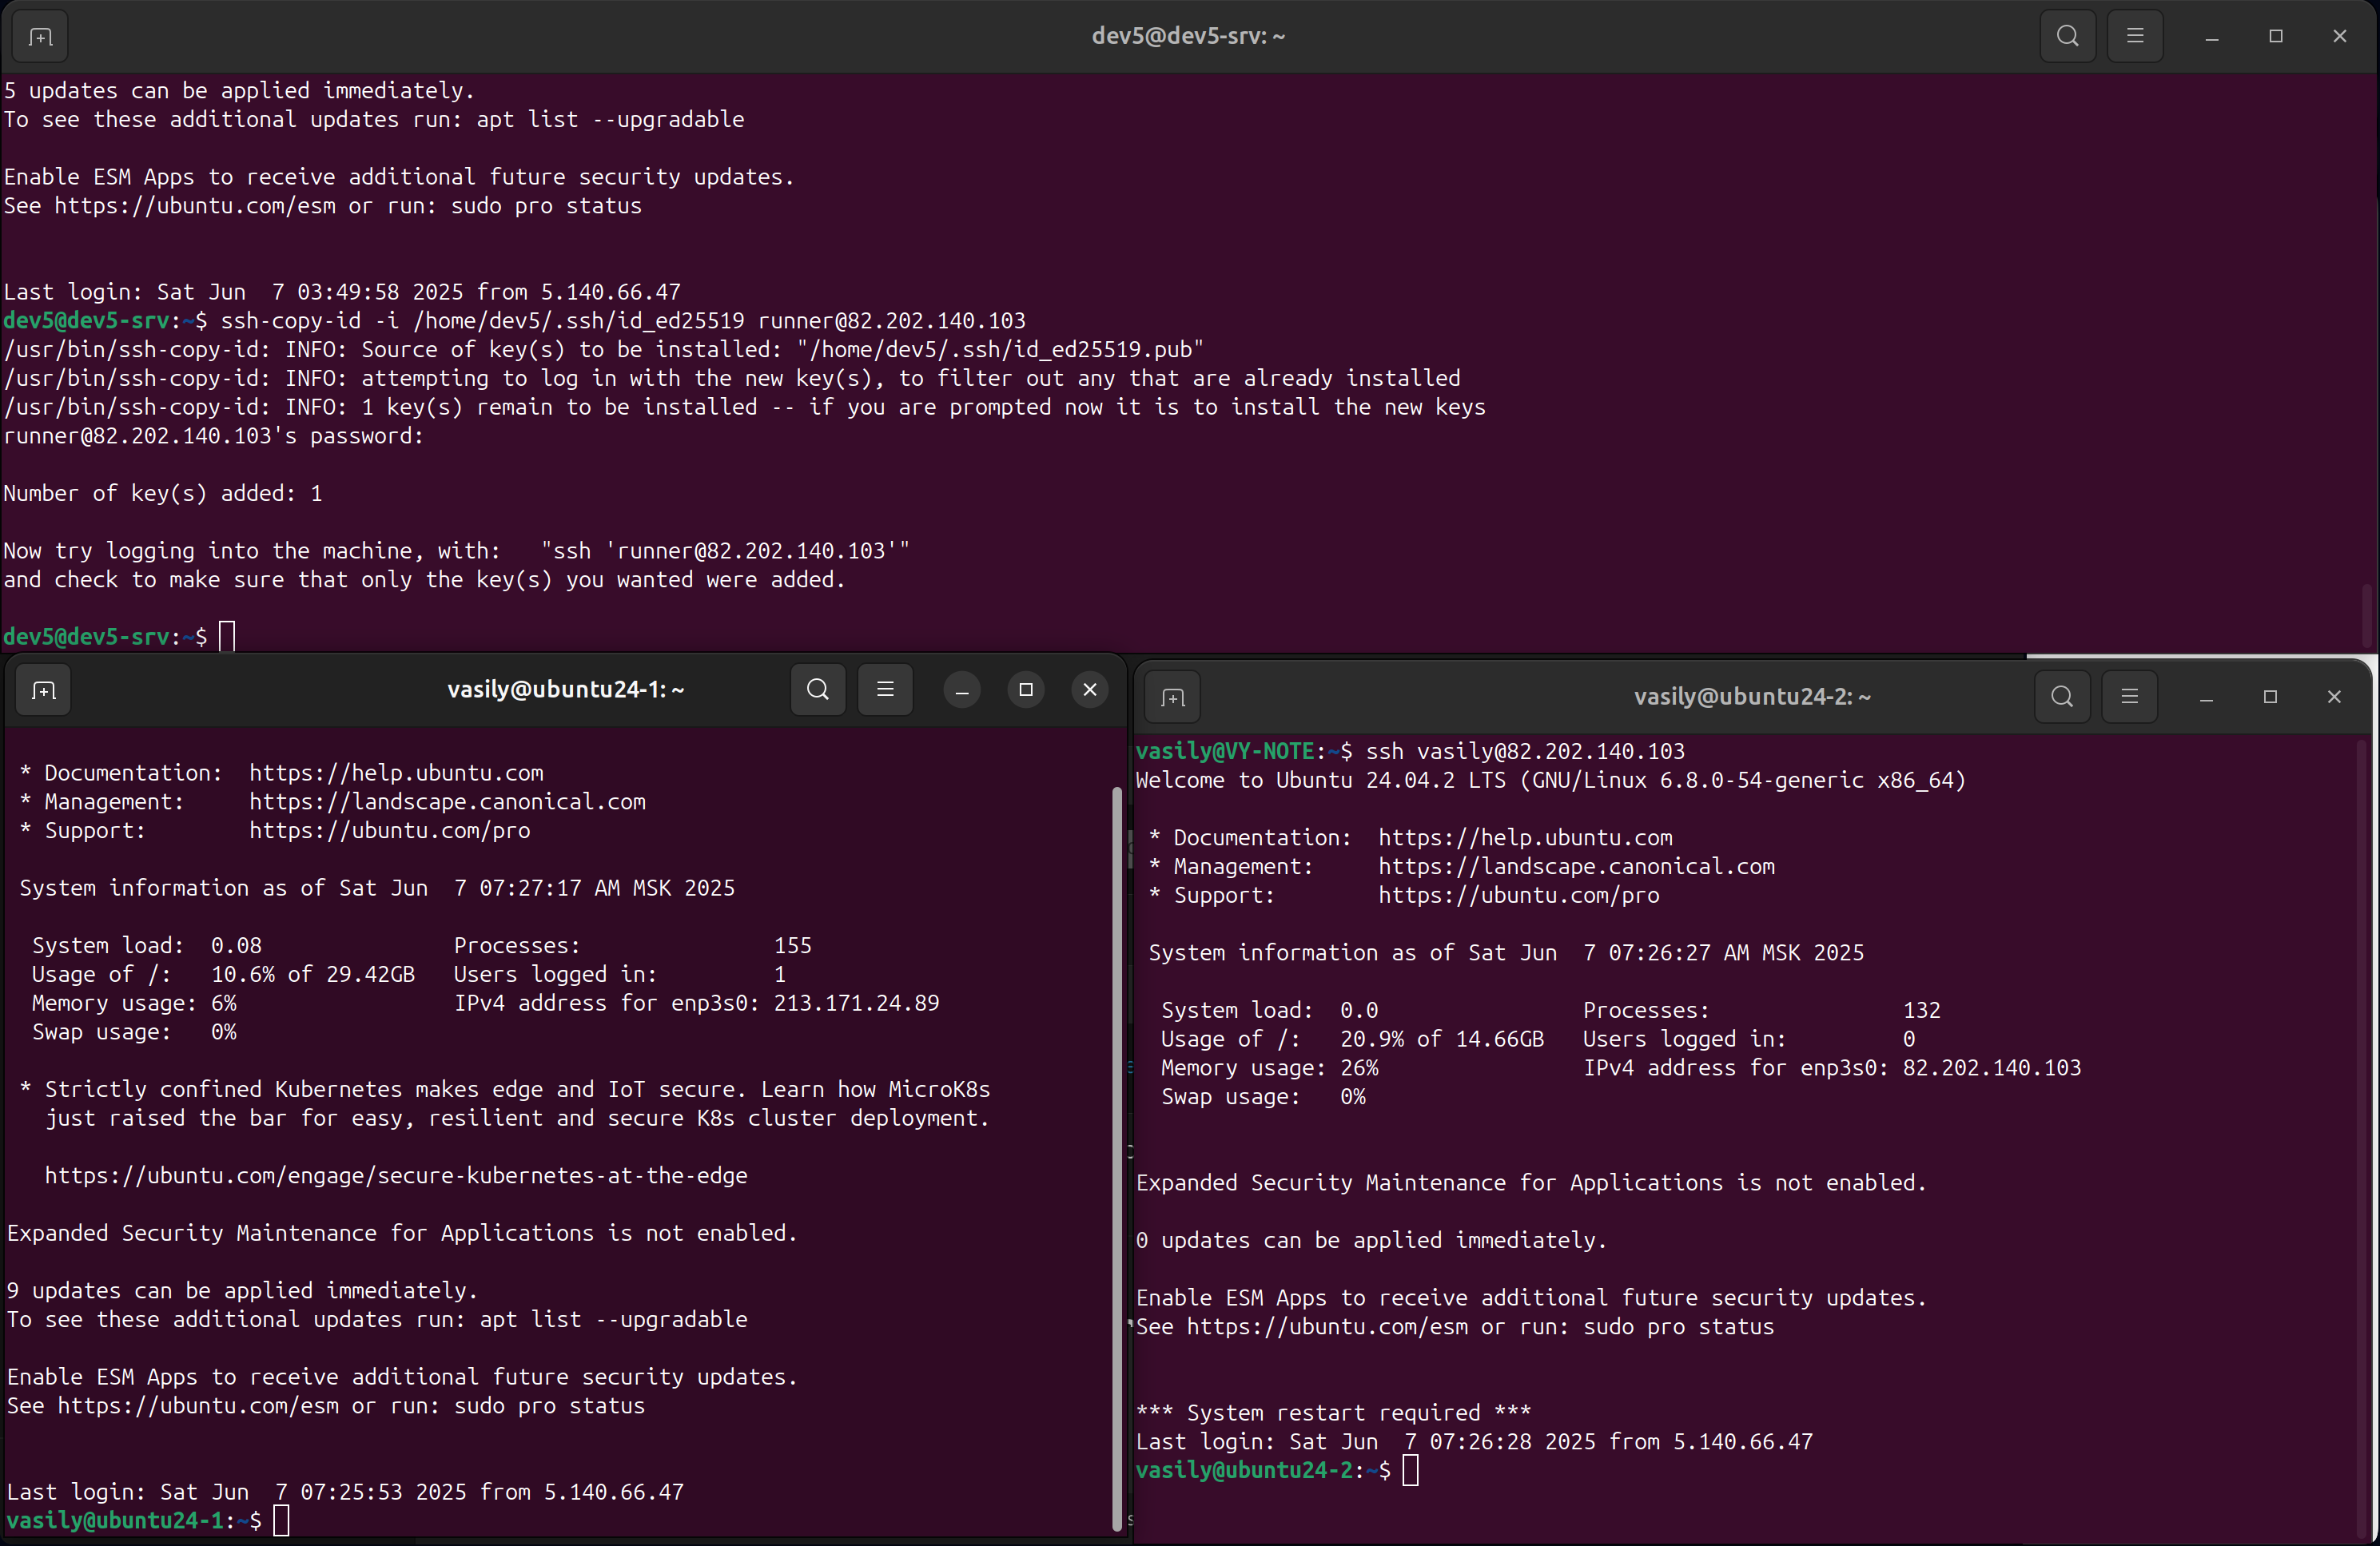 dev5@dev5-srv: ~
5 updates can be applied immediately.
To see these additional updates run: apt list --upgradable
Enable ESM Apps to receive additional future security updates.
See https://ubuntu.com/esm or run: sudo pro status
Last login: Sat Jun  7 03:49:58 2025 from 5.140.66.47
dev5@dev5-srv:~$ ssh-copy-id -i /home/dev5/.ssh/id_ed25519 runner@82.202.140.103
/usr/bin/ssh-copy-id: INFO: Source of key(s) to be installed: "/home/dev5/.ssh/id_ed25519.pub"
/usr/bin/ssh-copy-id: INFO: attempting to log in with the new key(s), to filter out any that are already installed
/usr/bin/ssh-copy-id: INFO: 1 key(s) remain to be installed -- if you are prompted now it is to install the new keys
runner@82.202.140.103's password:
Number of key(s) added: 1
Now try logging into the machine, with:   "ssh 'runner@82.202.140.103'"
and check to make sure that only the key(s) you wanted were added.
dev5@dev5-srv:~$
vasily@ubuntu24-1: ~
* Documentation:  https://help.ubuntu.com
* Management:     https://landscape.canonical.com
* Support:        https://ubuntu.com/pro
System information as of Sat Jun  7 07:27:17 AM MSK 2025
System load:  0.08               Processes:               155
Usage of /:   10.6% of 29.42GB   Users logged in:         1
Memory usage: 6%                 IPv4 address for enp3s0: 213.171.24.89
Swap usage:   0%
* Strictly confined Kubernetes makes edge and IoT secure. Learn how MicroK8s
just raised the bar for easy, resilient and secure K8s cluster deployment.
https://ubuntu.com/engage/secure-kubernetes-at-the-edge
Expanded Security Maintenance for Applications is not enabled.
9 updates can be applied immediately.
To see these additional updates run: apt list --upgradable
Enable ESM Apps to receive additional future security updates.
See https://ubuntu.com/esm or run: sudo pro status
Last login: Sat Jun  7 07:25:53 2025 from 5.140.66.47
vasily@ubuntu24-1:~$
vasily@ubuntu24-2: ~
vasily@VY-NOTE:~$ ssh vasily@82.202.140.103
Welcome to Ubuntu 24.04.2 LTS (GNU/Linux 6.8.0-54-generic x86_64)
* Documentation:  https://help.ubuntu.com
* Management:     https://landscape.canonical.com
* Support:        https://ubuntu.com/pro
System information as of Sat Jun  7 07:26:27 AM MSK 2025
System load:  0.0                Processes:               132
Usage of /:   20.9% of 14.66GB   Users logged in:         0
Memory usage: 26%                IPv4 address for enp3s0: 82.202.140.103
Swap usage:   0%
Expanded Security Maintenance for Applications is not enabled.
0 updates can be applied immediately.
Enable ESM Apps to receive additional future security updates.
See https://ubuntu.com/esm or run: sudo pro status
*** System restart required ***
Last login: Sat Jun  7 07:26:28 2025 from 5.140.66.47
vasily@ubuntu24-2:~$